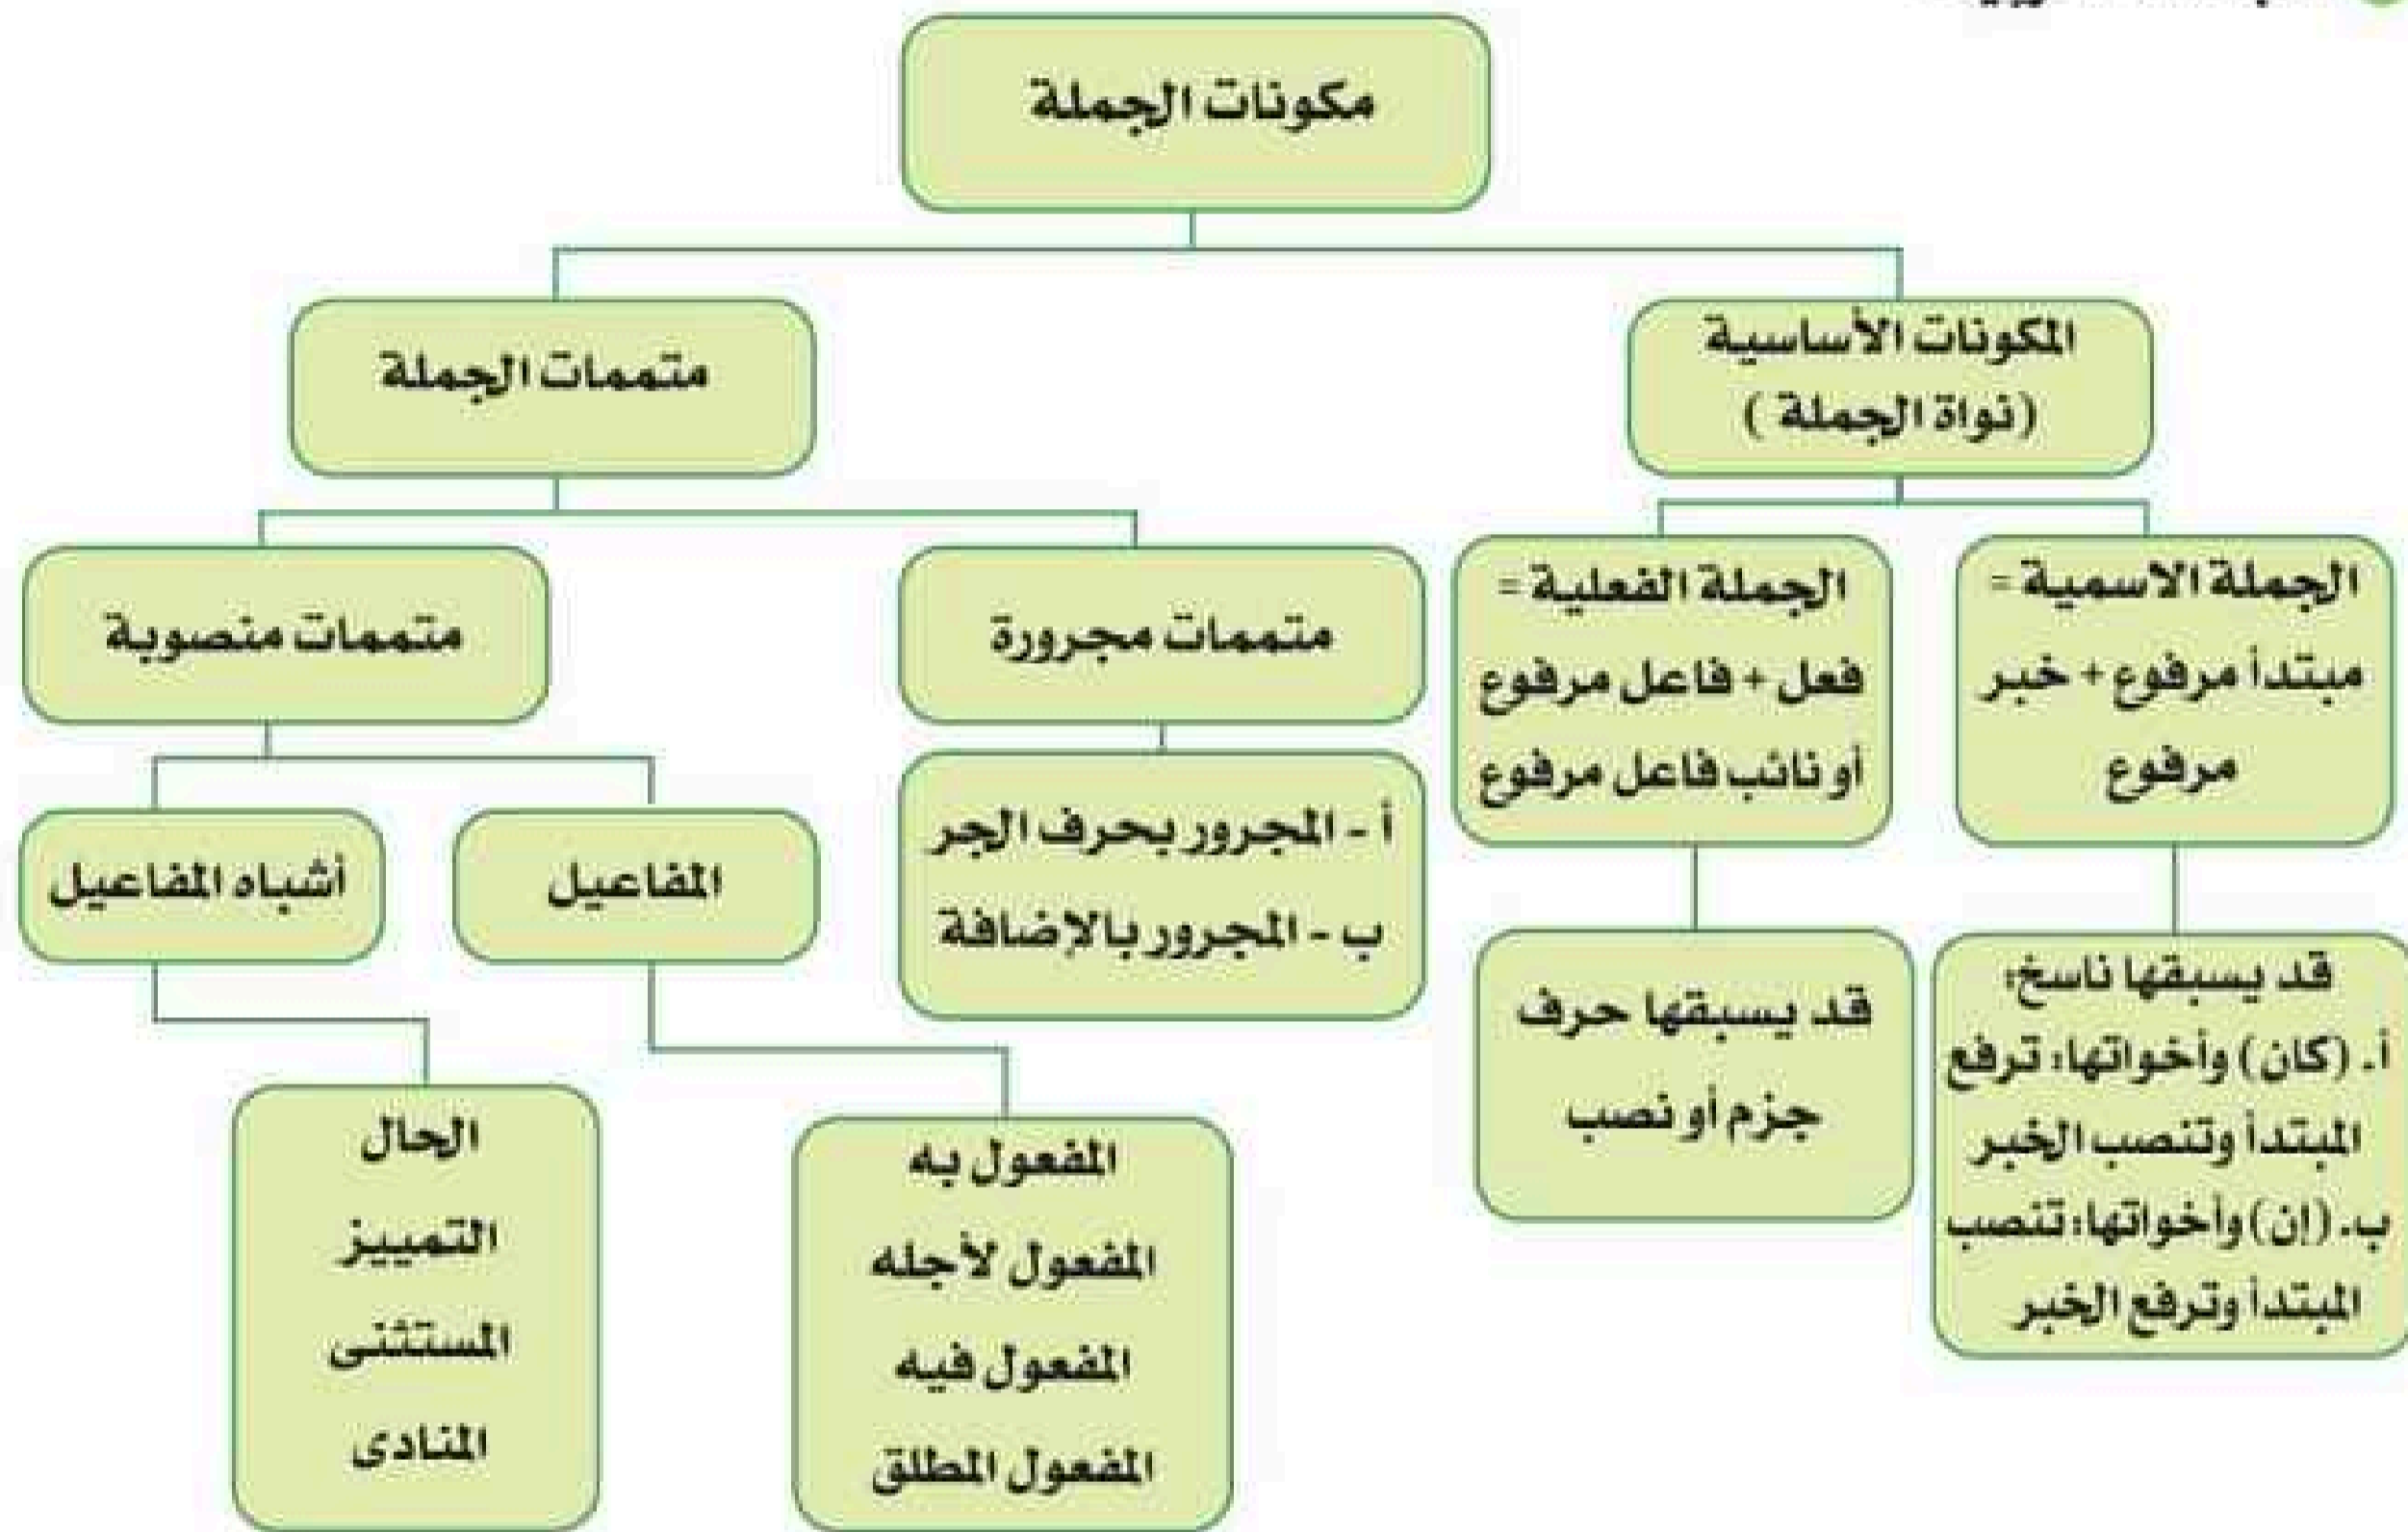 مكونات الجملة
المكونات الأساسية
(نواة الجملة)
متممات الجملة
الجملة الاسمية =
مبتدأ مرفوع + خبر
مرفوع
الجملة الفعلية =
فعل + فاعل مرفوع
أو نائب فاعل مرفوع
متممات مجرورة
متممات منصوبة
قد يسبقها ناسخ:
أ. (كان) وأخواتها: ترفع
المبتدأ وتنصب الخبر
ب. (إن) وأخواتها: تنصب
المبتدأ وترفع الخبر
قد يسبقها حرف
جزم أو نصب
أ - المجرور بحرف الجر
ب - المجرور بالإضافة
المفاعيل
أشباه المفاعيل
المفعول به
المفعول لأجله
المفعول فيه
المفعول المطلق
الحال
التمييز
المستثنى
المنادى